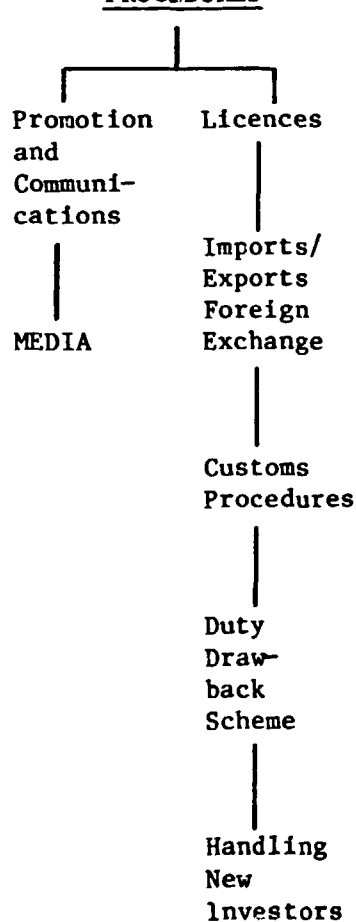 Promotion
and
Communi-
cations
MEDIA
Licences
Imports/
Exports
Foreign
Exchange
Customs
Procedures
Duty
Draw-
back
Scheme
Handling
New
Investors